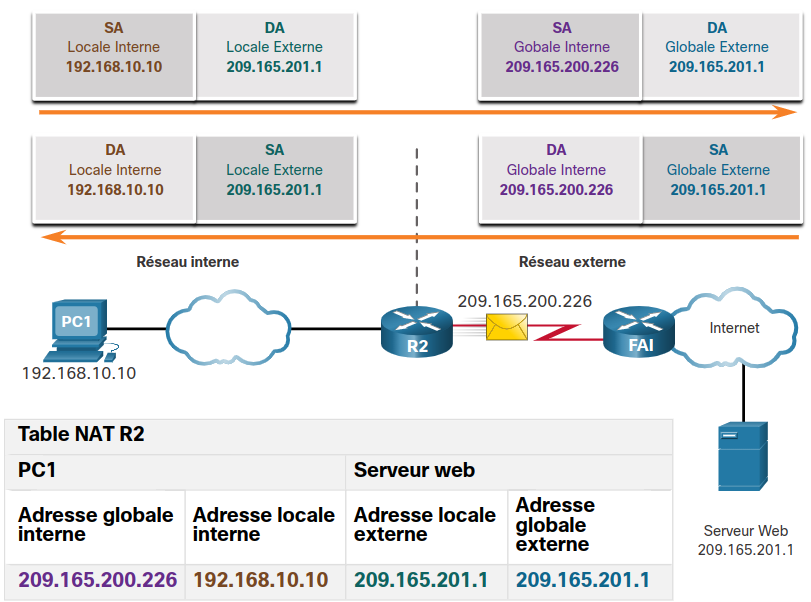 SA
Locale Interne
192.168.10.10
DA
Locale Externe
209.165.201.1
SA
Gobale Interne
209.165.200.226
DA
Globale Externe
209.165.201.1
DA
Locale Interne
192.168.10.10
SA
Locale Externe
209.165.201.1
DA
Globale Interne
209.165.200.226
SA
Globale Externe
209.165.201.1
Réseau interne
Réseau externe
PC1
192.168.10.10
R2
209.165.200.226
FAI
Internet
Serveur Web
209.165.201.1
Table NAT R2
PC1
Serveur web
Adresse globale
interne
Adresse locale
interne
Adresse locale
externe
Adresse
globale
externe
209.165.200.226
192.168.10.10
209.165.201.1
209.165.201.1